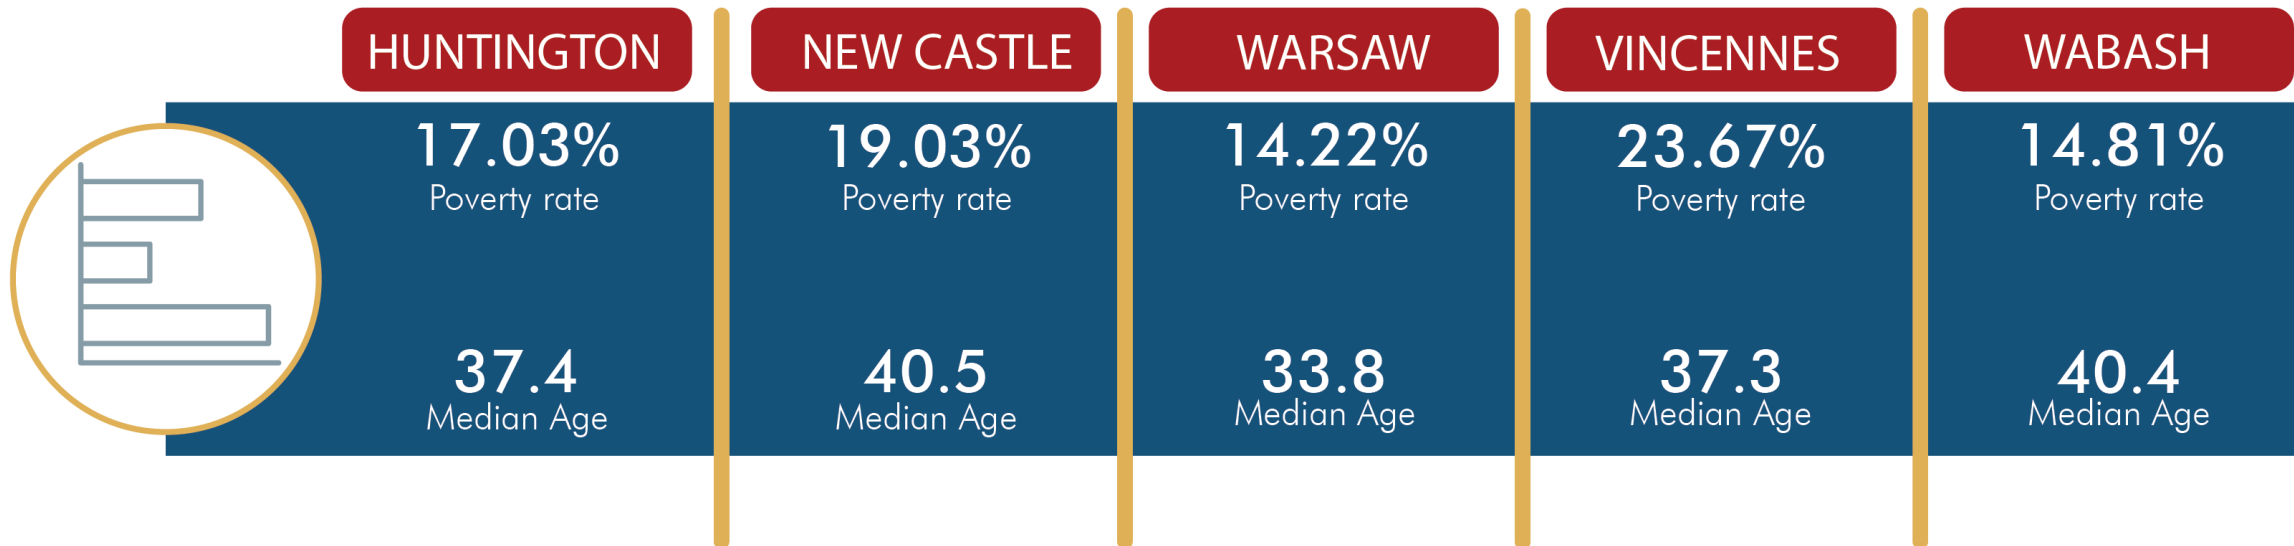 HUNTINGTON
NEW CASTLE
WARSAW
VINCENNES
WABASH
17.03%
Poverty rate
19.03%
Poverty rate
14.22%
Poverty rate
23.67%
Poverty rate
14.81%
Poverty rate
37.4
Median Age
40.5
Median Age
33.8
Median Age
37.3
Median Age
40.4
Median Age